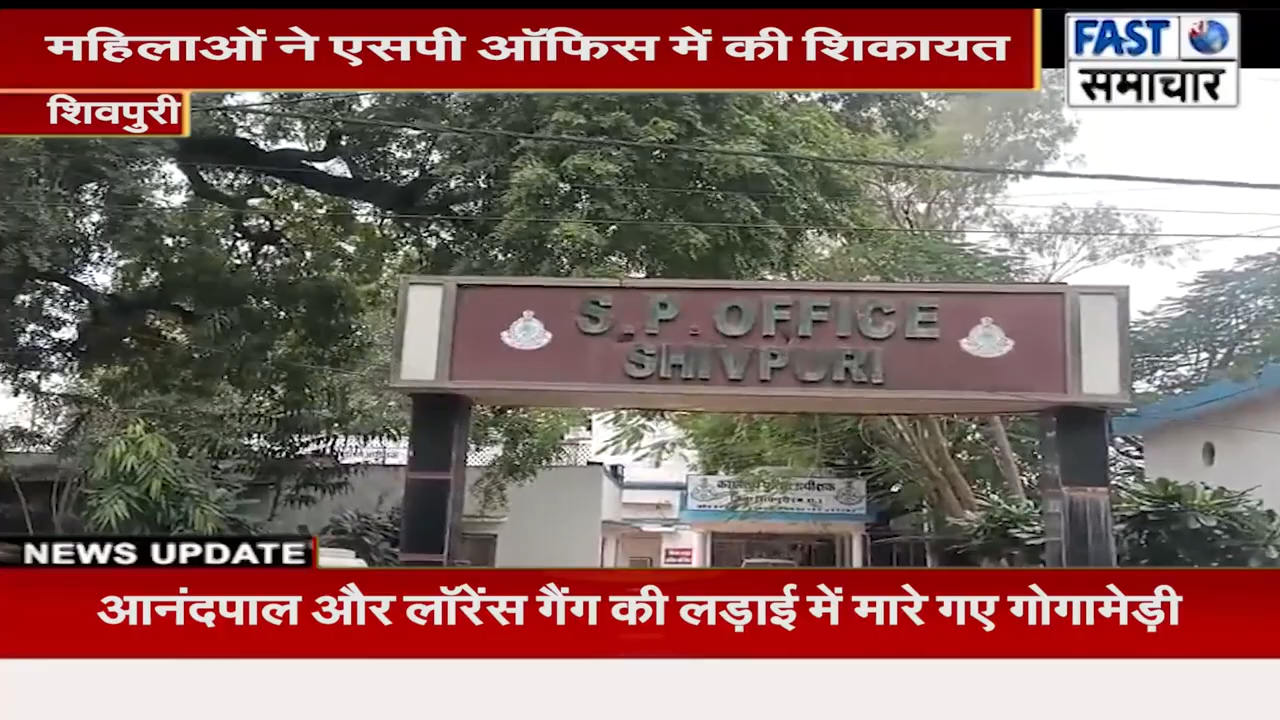 महिलाओं ने एसपी ऑफिस में की शिकायत
FAST
समाचार
शिवपुरी
S.P. OFFICE
SHIVPURI
NEWS UPDATE
आनंदपाल और लॉरेंस गैंग की लड़ाई में मारे गए गोगामेड़ी